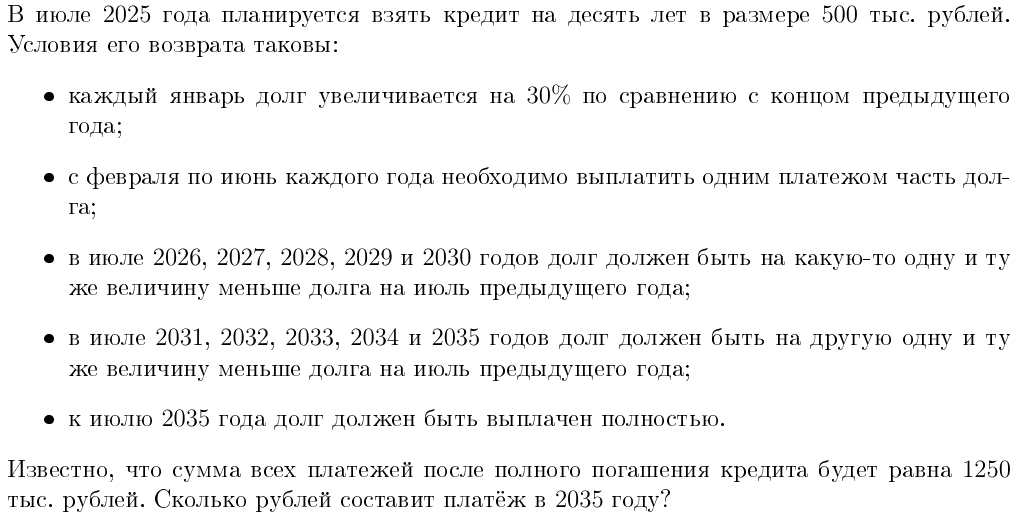 В июле 2025 года планируется взять кредит на десять лет в размере 500 тыс. рублей.
Условия его возврата таковы:
• каждый январь долг увеличивается на 30% по сравнению с концом предыдущего
года;
• с февраля по июнь каждого года необходимо выплатить одним платежом часть дол-
га;
• в июле 2026, 2027, 2028, 2029 и 2030 годов долг должен быть на какую-то одну и ту
же величину меньше долга на июль предыдущего года;
• в июле 2031, 2032, 2033, 2034 и 2035 годов долг должен быть на другую одну и ту
же величину меньше долга на июль предыдущего года;
• к июлю 2035 года долг должен быть выплачен полностью.
Известно, что сумма всех платежей после полного погашения кредита будет равна 1250
тыс. рублей. Сколько рублей составит платёж в 2035 году?